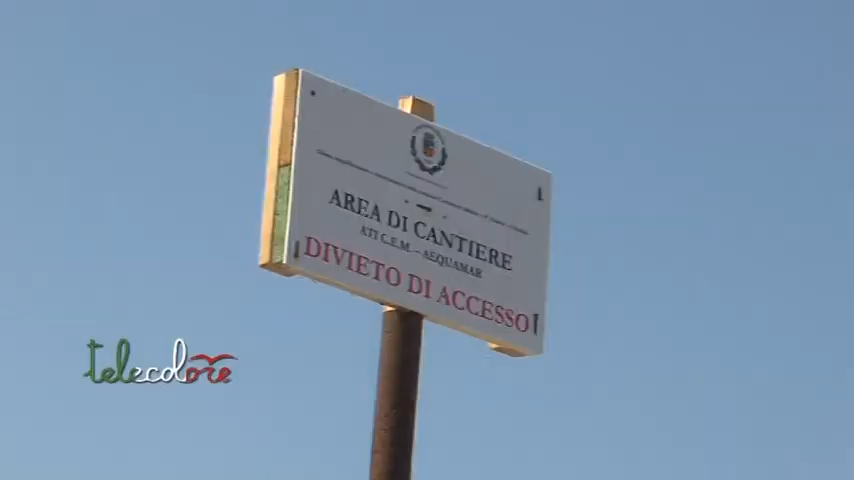 AREA DI CANTIERE
ATI C.E.M. - AEQUAMAR
DIVIETO DI ACCESSO
telecolore